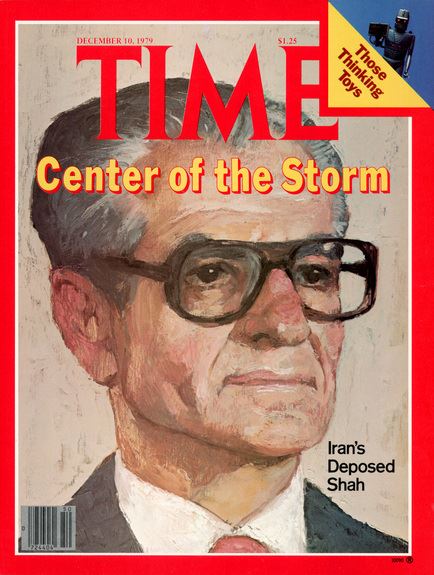 DECEMBER 10, 1979
$1.25
Those
Thinking
Toys
TIME
Center of the Storm
Iran's
Deposed
Shah